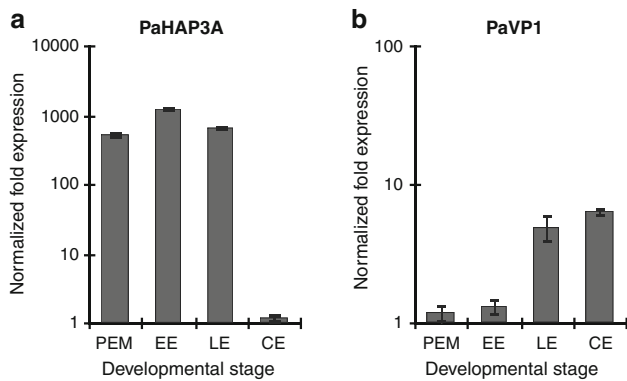 a
PaHAP3A
Normalized fold expression
10000
1000
100
10
1
PEM EE LE CE
Developmental stage
b
PaVP1
Normalized fold expression
100
10
1
PEM EE LE CE
Developmental stage